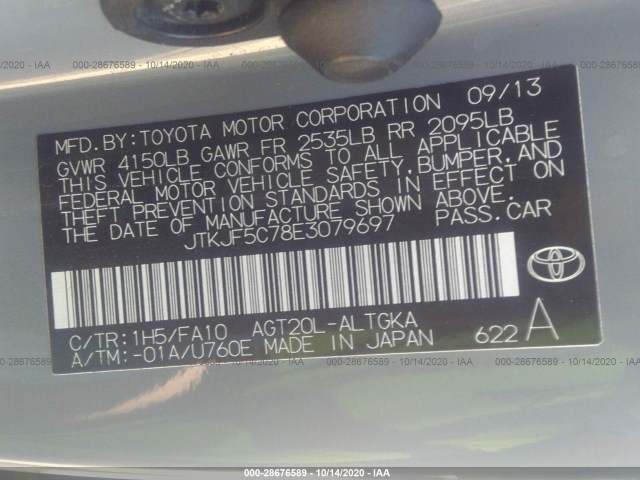 000-28676589 - 10/14/2020 - IAA
MFD. BY:TOYOTA MOTOR CORPORATION 09/13
GVWR 4150LB GAWR FR 2535LB RR 2095LB
THIS VEHICLE CONFORMS TO ALL APPLICABLE
FEDERAL MOTOR VEHICLE SAFETY,BUMPER,AND
THEFT PREVENTION STANDARDS IN EFFECT ON
THE DATE OF MANUFACTURE SHOWN ABOVE.
JTKJF5C78E3079697 PASS.CAR
C/TR:1H5/FA10 AGT20L-ALTGKA
A/TM:-01A/U760E MADE IN JAPAN 622 A
000-28676589 - 10/14/2020 - IAA